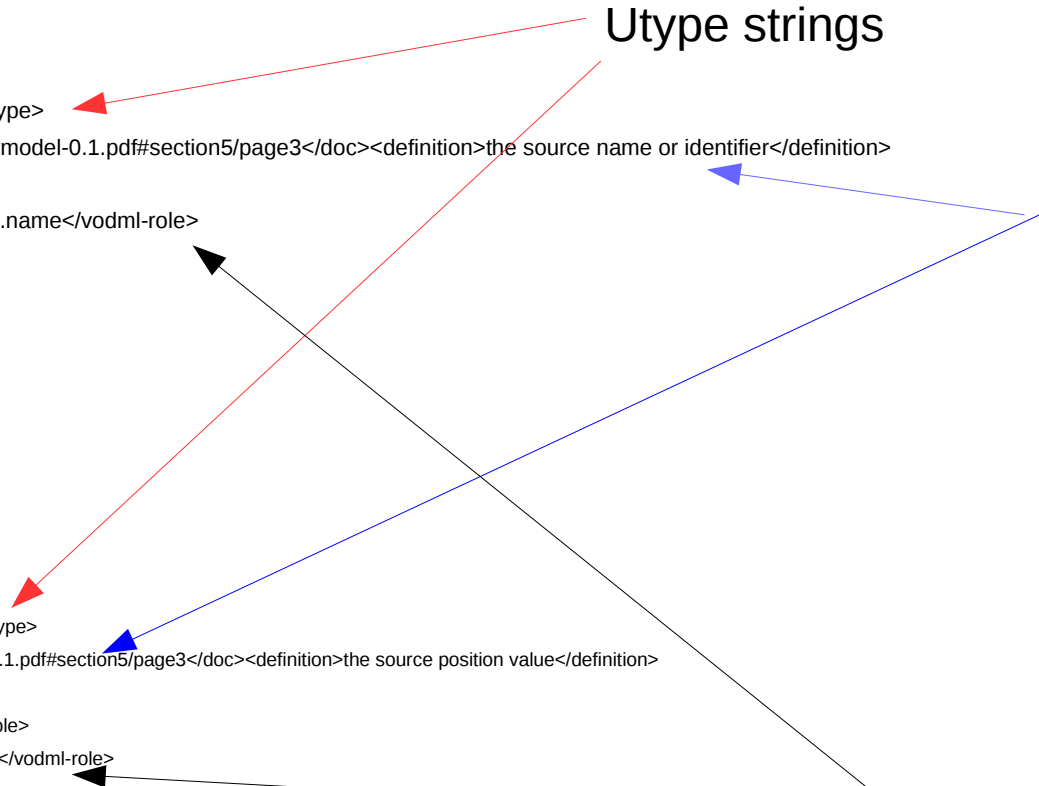 Utype strings
ype>
model-0.1.pdf#section5/page3</doc><definition>the source name or identifier</definition>
.name</vodml-role>
ype>
.1.pdf#section5/page3</doc><definition>the source position value</definition>
ole>
</vodml-role>